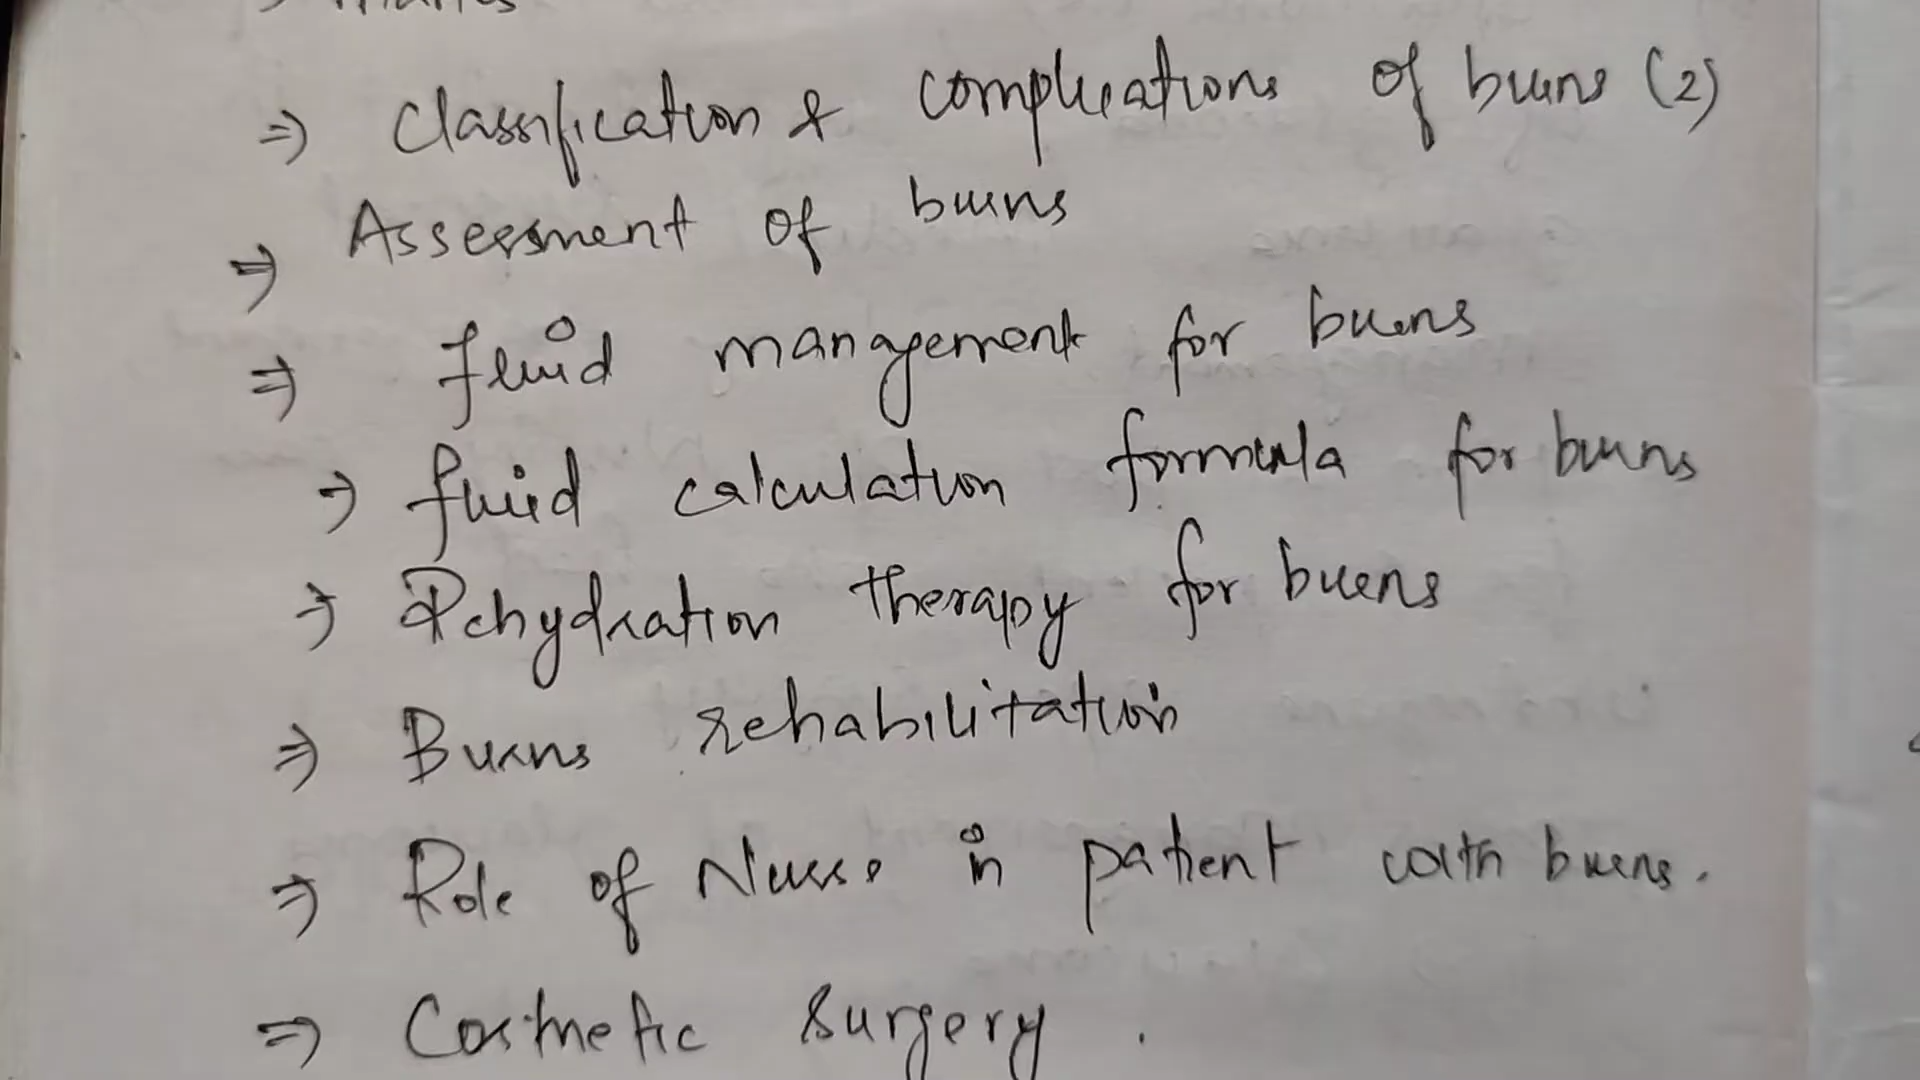 ⇒ Classification & complications of burns (2)
⇒ Assessment of burns
⇒ fluid management for burns
→ fluid calculation formula for burns
→ Rehydration therapy for burns
⇒ Burns rehabilitation
⇒ Role of Nurse in patient with burns.
⇒ Cosmetic surgery.